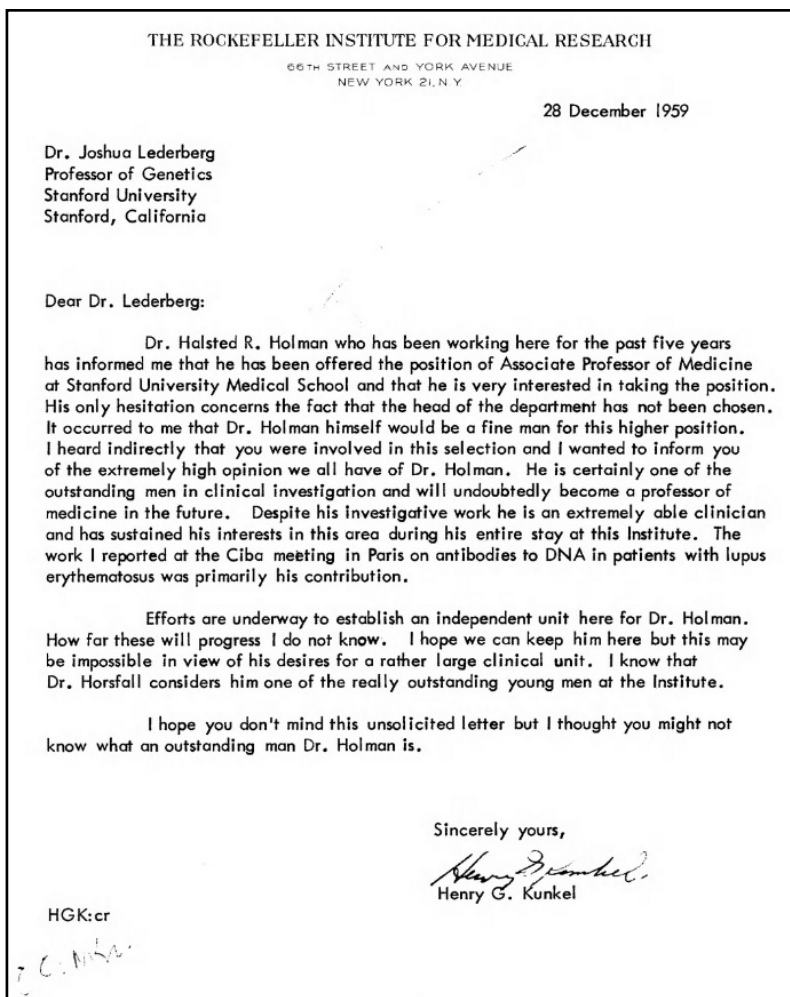 THE ROCKEFELLER INSTITUTE FOR MEDICAL RESEARCH
66TH STREET AND YORK AVENUE
NEW YORK 21, N Y
28 December 1959
Dr. Joshua Lederberg
Professor of Genetics
Stanford University
Stanford, California
Dear Dr. Lederberg:
Dr. Halsted R. Holman who has been working here for the past five years
has informed me that he has been offered the position of Associate Professor of Medicine
at Stanford University Medical School and that he is very interested in taking the position.
His only hesitation concerns the fact that the head of the department has not been chosen.
It occurred to me that Dr. Holman himself would be a fine man for this higher position.
I heard indirectly that you were involved in this selection and I wanted to inform you
of the extremely high opinion we all have of Dr. Holman. He is certainly one of the
outstanding men in clinical investigation and will undoubtedly become a professor of
medicine in the future. Despite his investigative work he is an extremely able clinician
and has sustained his interests in this area during his entire stay at this Institute. The
work I reported at the Ciba meeting in Paris on antibodies to DNA in patients with lupus
erythematosus was primarily his contribution.
Efforts are underway to establish an independent unit here for Dr. Holman.
How far these will progress I do not know. I hope we can keep him here but this may
be impossible in view of his desires for a rather large clinical unit. I know that
Dr. Horsfall considers him one of the really outstanding young men at the Institute.
I hope you don't mind this unsolicited letter but I thought you might not
know what an outstanding man Dr. Holman is.
Sincerely yours,
Henry G. Kunkel.
Henry G. Kunkel
HGK:cr